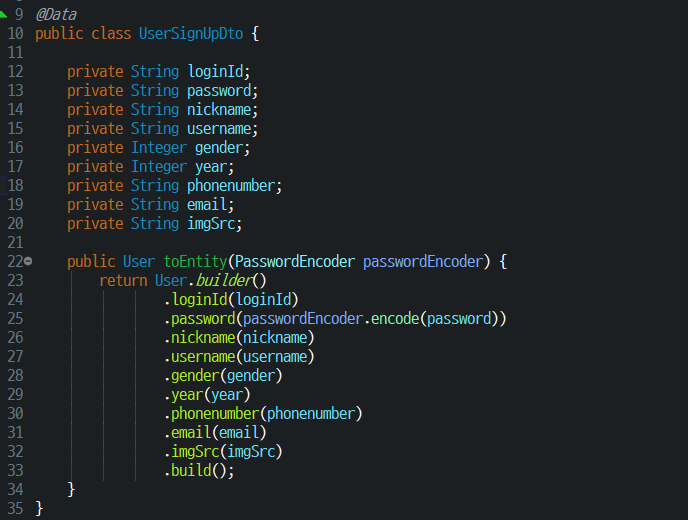 9 @Data
10 public class UserSignUpDto {
11
12 private String loginId;
13 private String password;
14 private String nickname;
15 private String username;
16 private Integer gender;
17 private Integer year;
18 private String phonenumber;
19 private String email;
20 private String imgSrc;
21
22 public User toEntity(PasswordEncoder passwordEncoder) {
23 return User.builder()
24 .loginId(loginId)
25 .password(passwordEncoder.encode(password))
26 .nickname(nickname)
27 .username(username)
28 .gender(gender)
29 .year(year)
30 .phonenumber(phonenumber)
31 .email(email)
32 .imgSrc(imgSrc)
33 .build();
34 }
35 }